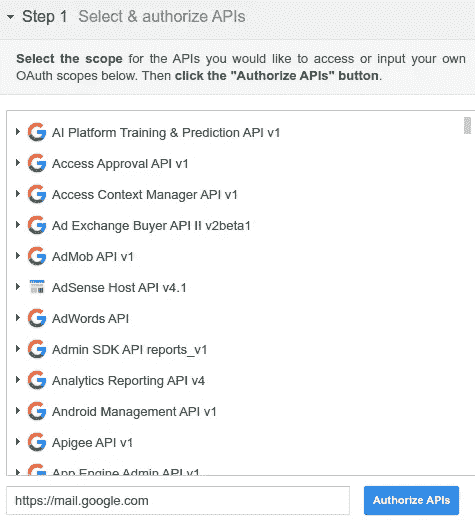 Step 1 Select & authorize APIs
Select the scope for the APIs you would like to access or input your own
OAuth scopes below. Then click the "Authorize APIs" button.
AI Platform Training & Prediction API v1
Access Approval API v1
Access Context Manager API v1
Ad Exchange Buyer API II v2beta1
AdMob API v1
AdSense Host API v4.1
AdWords API
Admin SDK API reports_v1
Analytics Reporting API v4
Android Management API v1
Apigee API v1
App Engine Admin API v1
https://mail.google.com
Authorize APIs